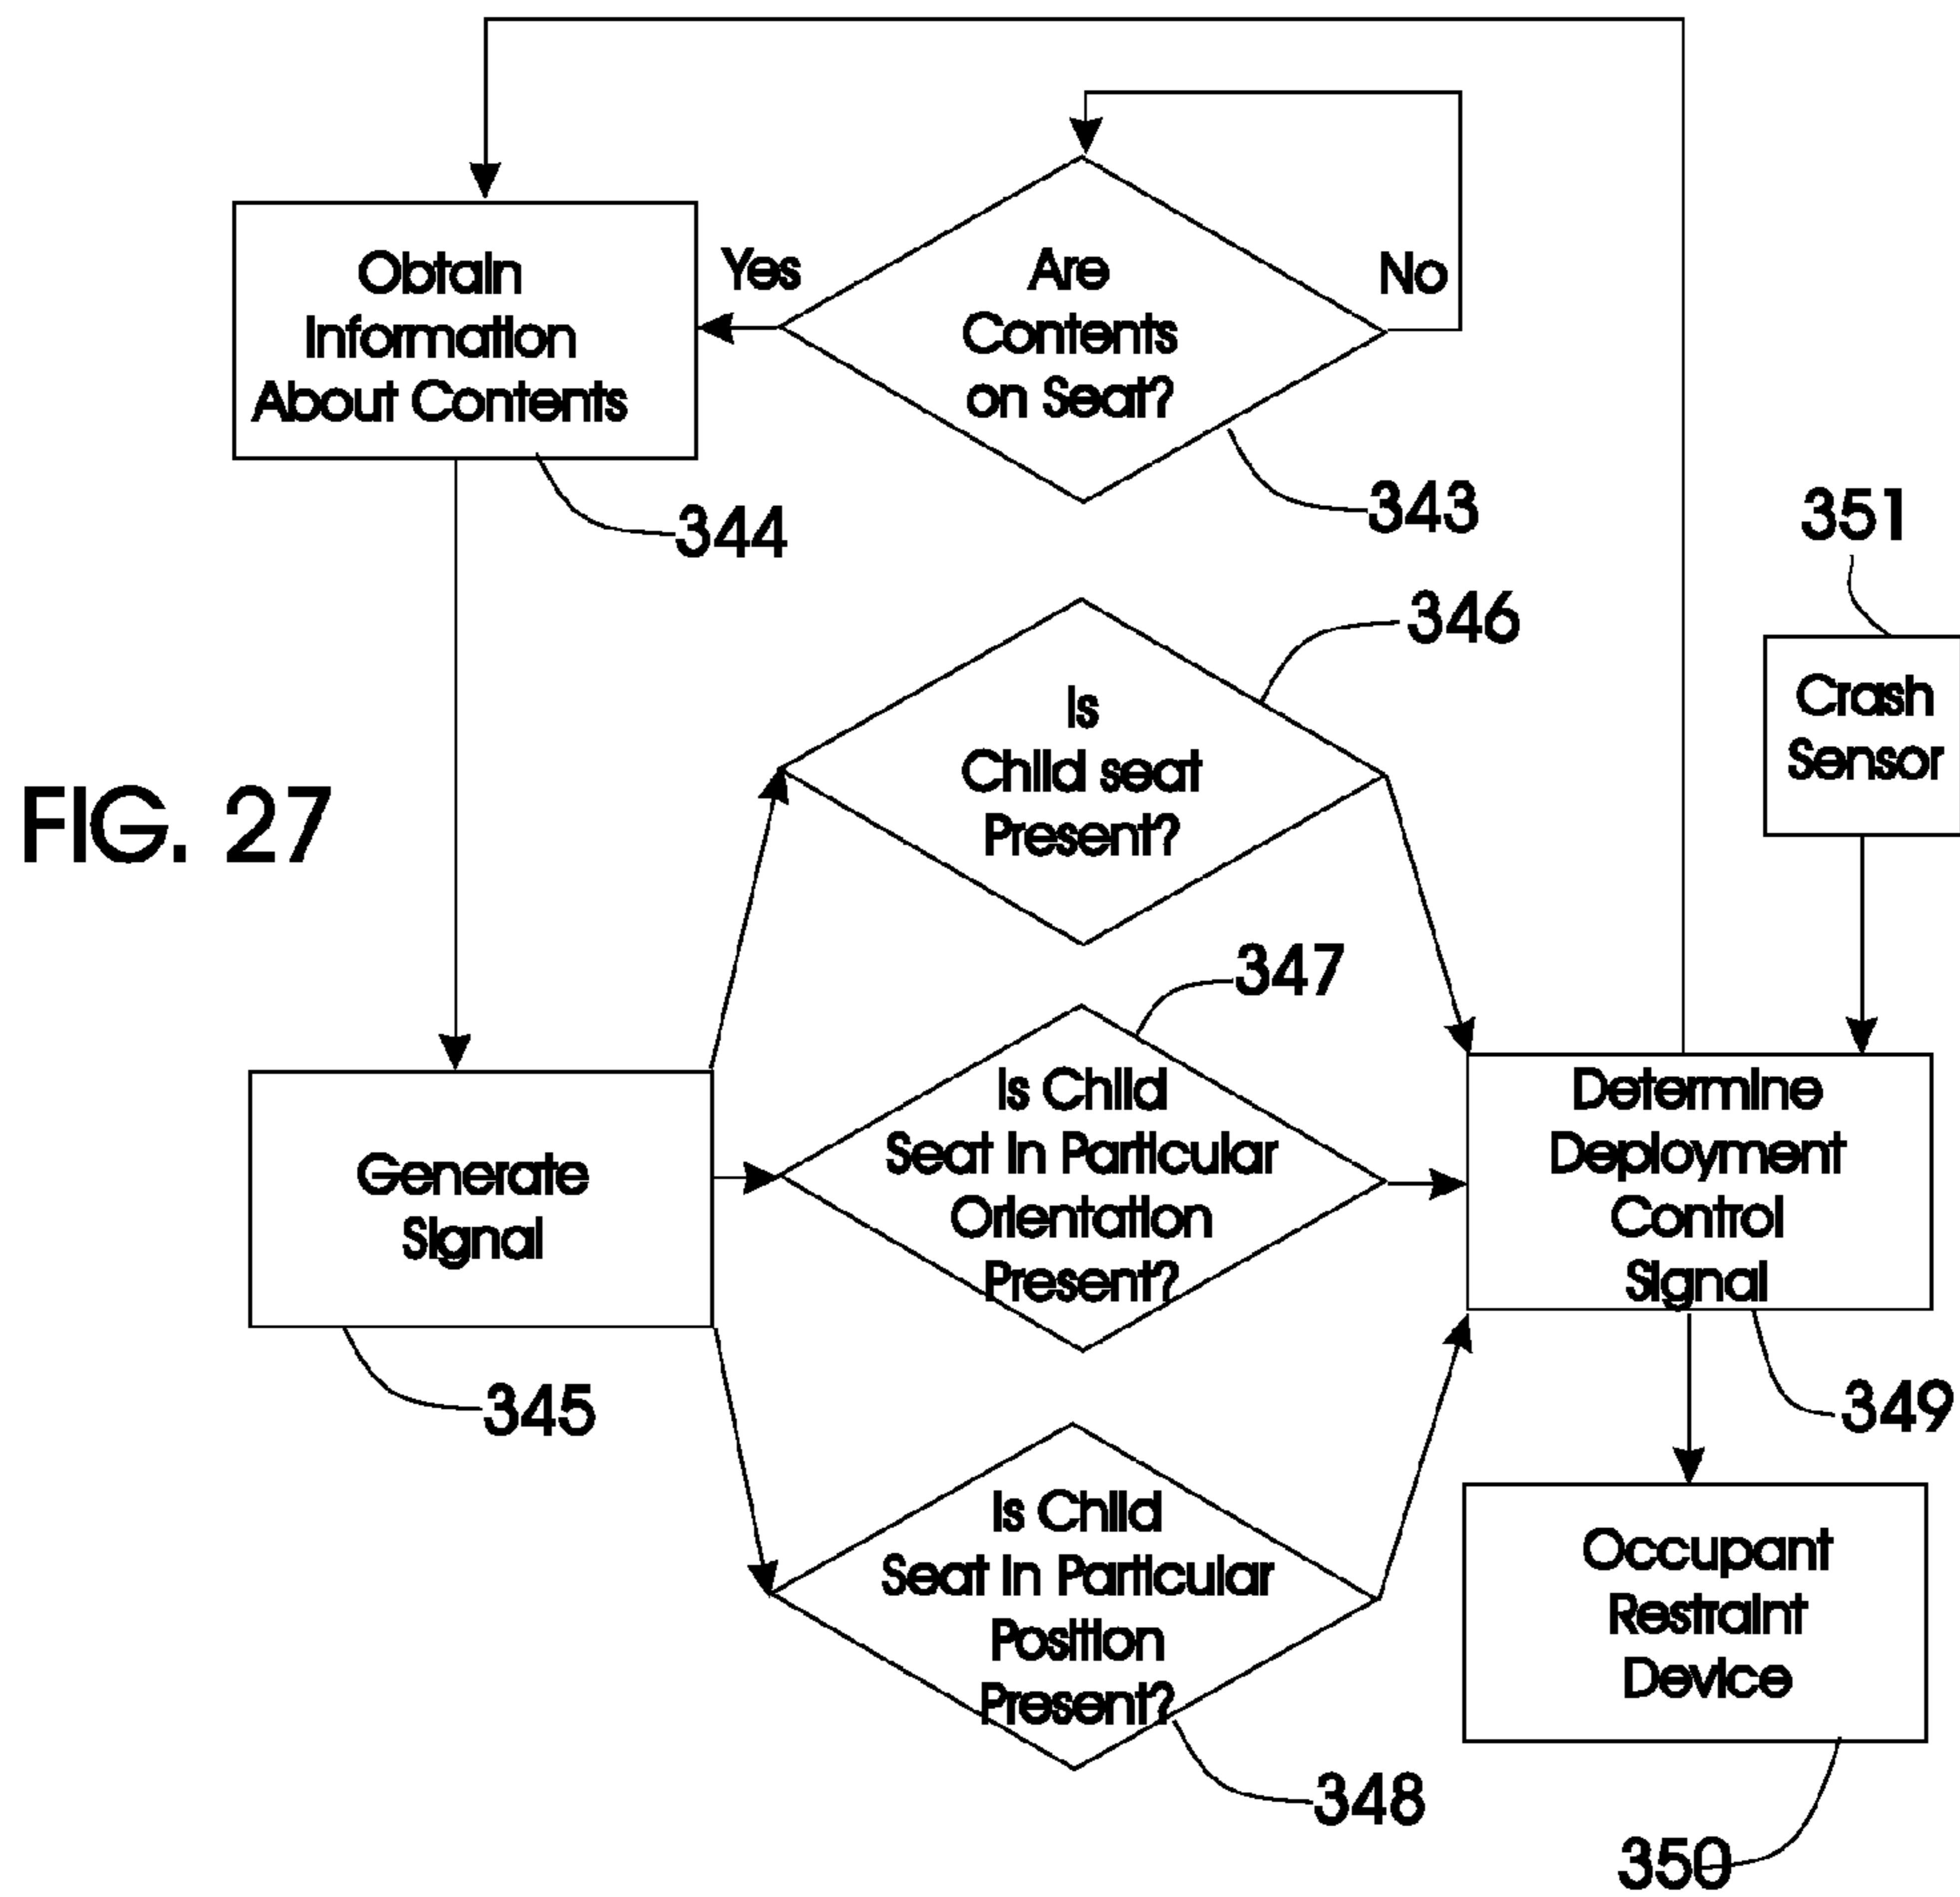 Obtain
Information
About Contents
Yes
Are
Contents
on Seat?
No
344
343
351
Crash
Sensor
346
Is
Child seat
Present?
FIG. 27
347
Is Child
Seat In Particular
Orientation
Present?
Generate
Signal
345
Determine
Deployment
Control
Signal
349
Is Child
Seat In Particular
Position
Present?
348
Occupant
Restraint
Device
350